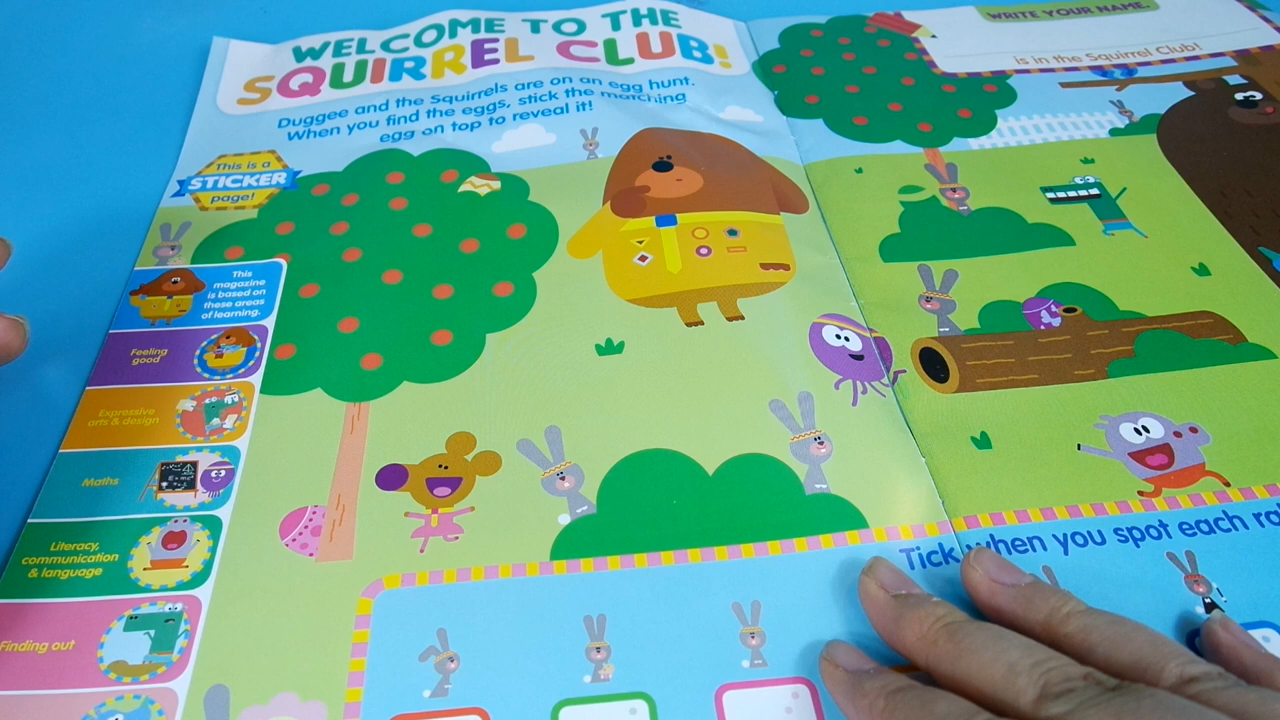 WELCOME TO THE
SQUIRREL CLUB!
Duggee and the Squirrels are on an egg hunt.
When you find the eggs, stick the matching
egg on top to reveal it!
This is a
STICKER
page!
This
magazine
is based on
these areas
of learning.
Feeling
good
Expressive
arts & design
Maths
Literacy,
communication
& language
Finding out
WRITE YOUR NAME.
is in the Squirrel Club!
Tick when you spot each